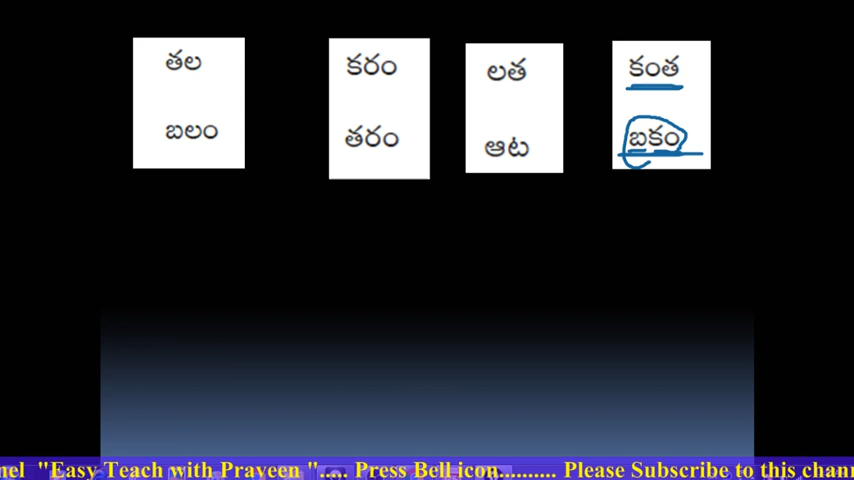 తల
బలం
కరం
తరం
లత
ఆట
కంత
బకం
nel "Easy Teach with Praveen "..... Press Bell icon.......... Please Subscribe to this chann